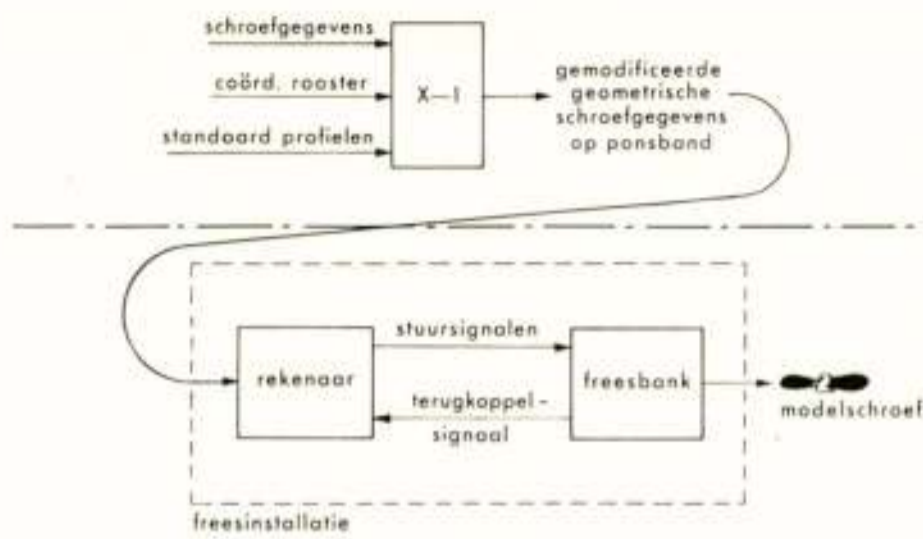 schroefgegevens
coörd. rooster
standaard profielen
X—1
gemodificeerde
geometrische
schroefgegevens
op ponsband
stuursignalen
rekenaar
freesbank
terugkoppel-
signaal
modelschroef
freesinstallatie